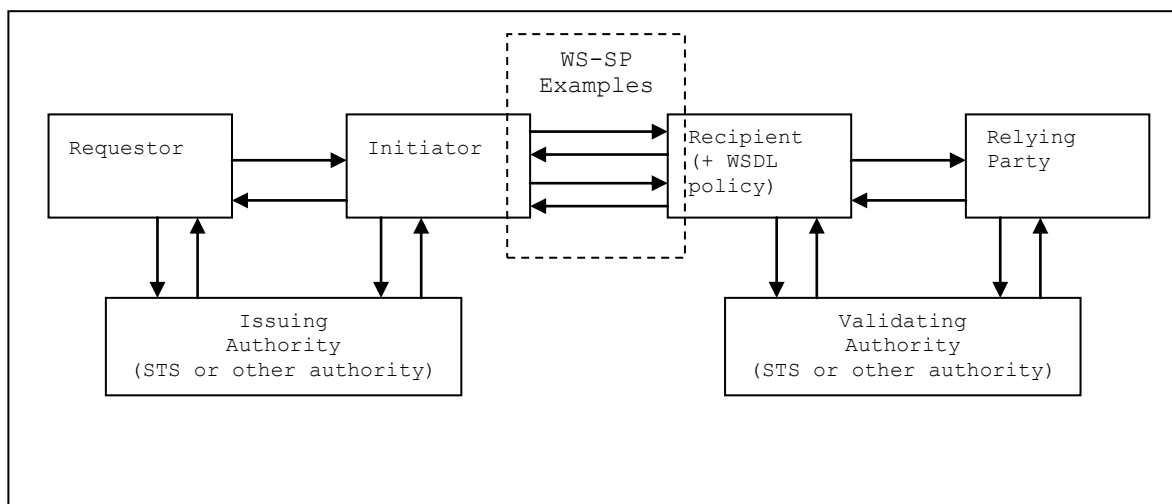 WS-SP
Examples
Requestor
Initiator
Recipient
(+ WSDL
policy)
Relying
Party
Issuing
Authority
(STS or other authority)
Validating
Authority
(STS or other authority)